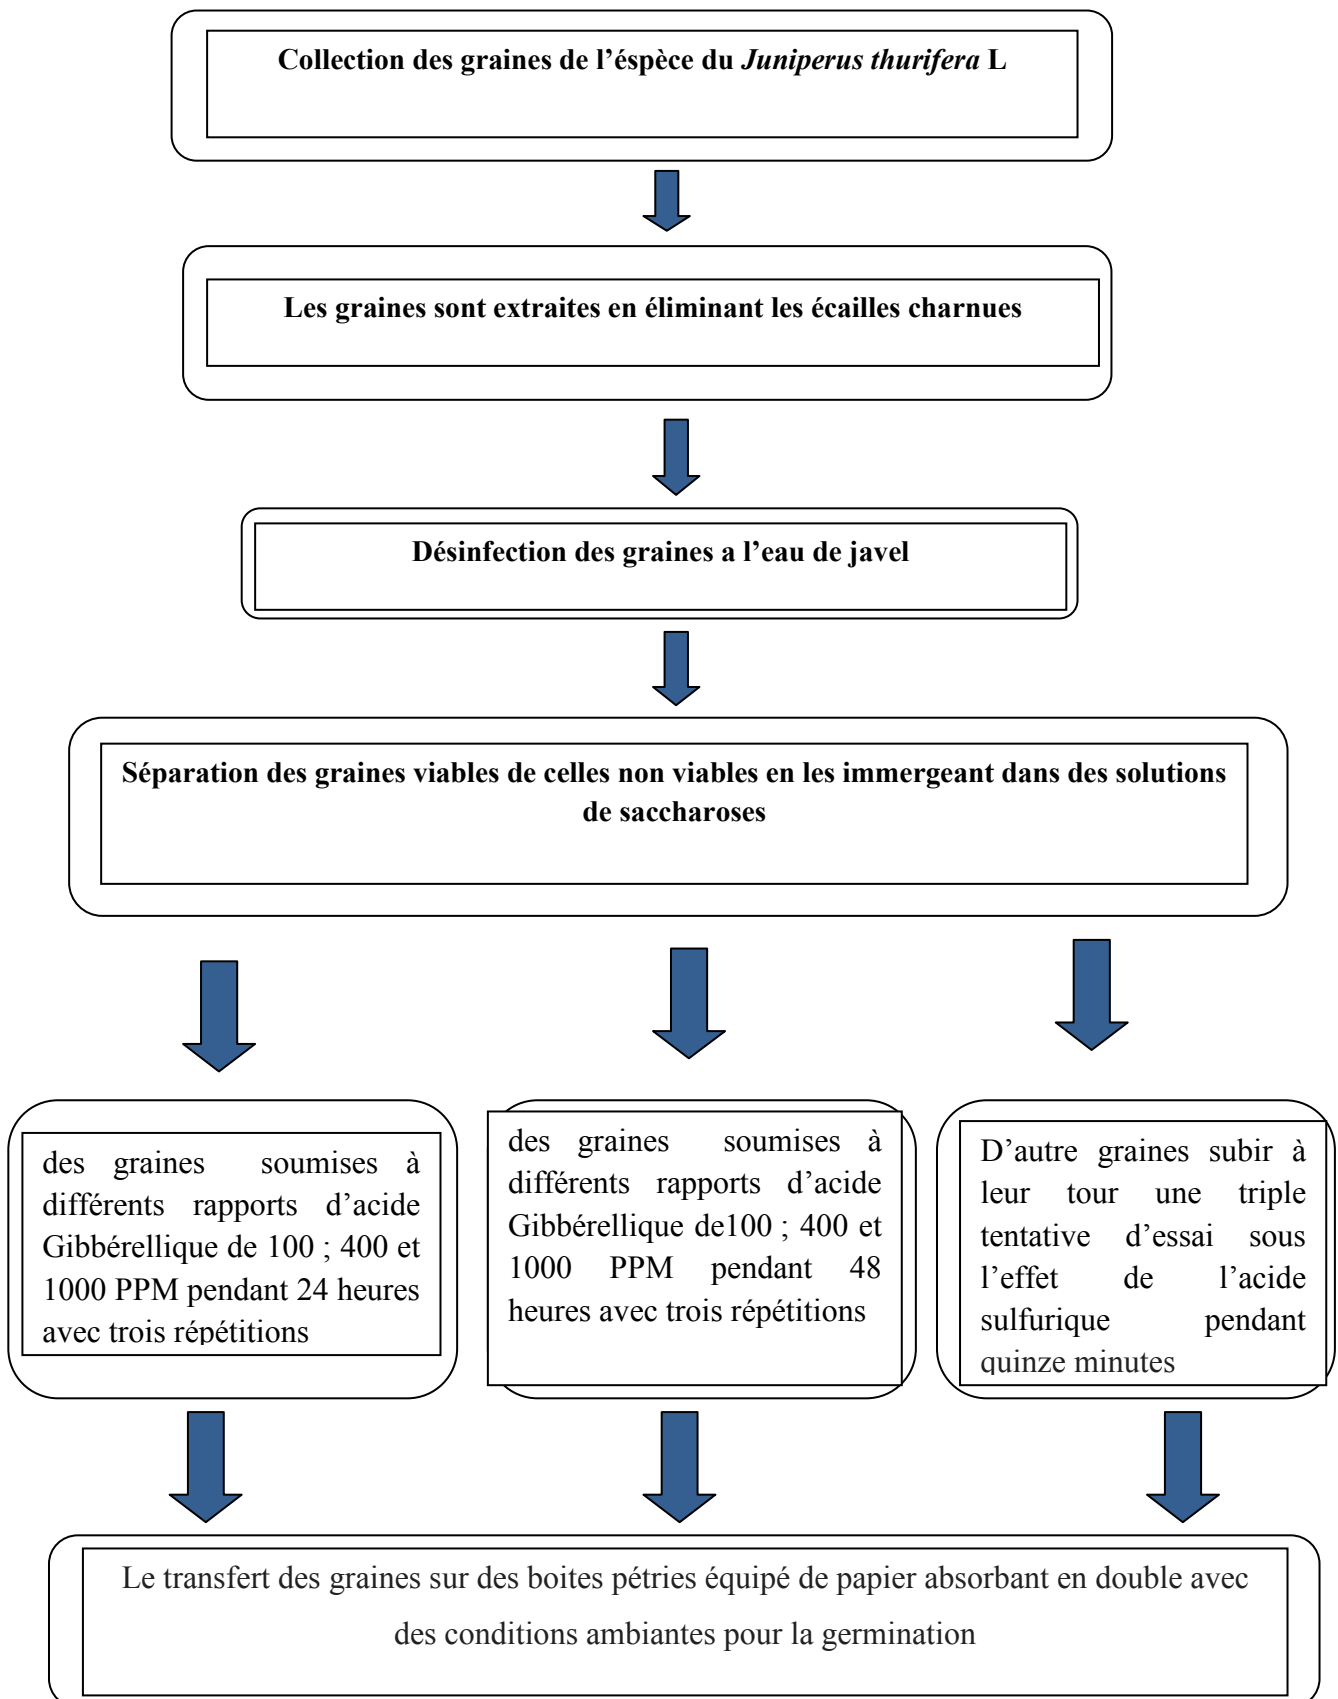 Collection des graines de l’éspèce du Juniperus thurifera L
Les graines sont extraites en éliminant les écailles charnues
Désinfection des graines a l’eau de javel
Séparation des graines viables de celles non viables en les immergeant dans des solutions
de saccharoses
des graines soumises à
différents rapports d’acide
Gibbérellique de 100 ; 400 et
1000 PPM pendant 24 heures
avec trois répétitions
des graines soumises à
différents rapports d’acide
Gibbérellique de100 ; 400 et
1000 PPM pendant 48
heures avec trois répétitions
D’autre graines subir à
leur tour une triple
tentative d’essai sous
l’effet de l’acide
sulfurique pendant
quinze minutes
Le transfert des graines sur des boites pétries équipé de papier absorbant en double avec
des conditions ambiantes pour la germination